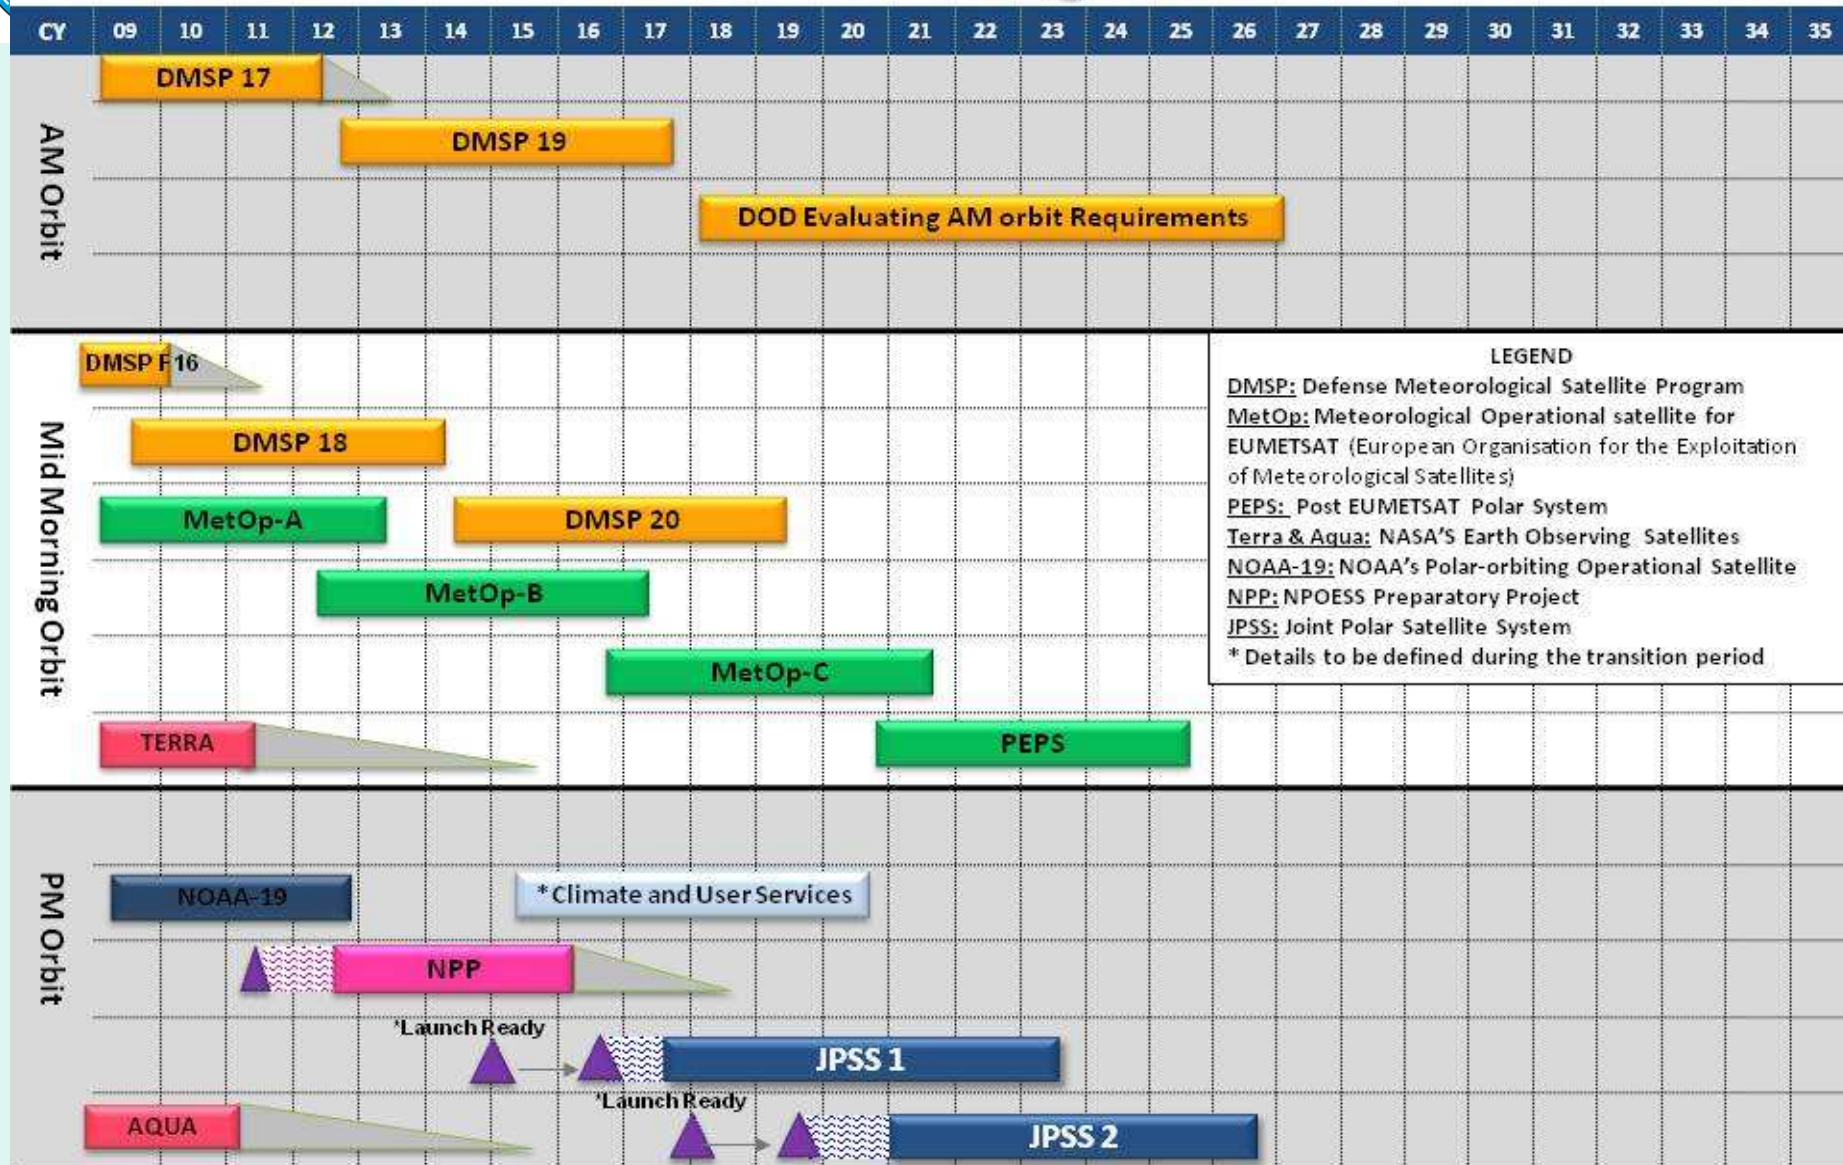 CY 09 10 11 12 13 14 15 16 17 18 19 20 21 22 23 24 25 26 27 28 29 30 31 32 33 34 35
AM Orbit
DMSP 17
DMSP 19
DOD Evaluating AM orbit Requirements
Mid Morning Orbit
DMSP F16
DMSP 18
MetOp-A
DMSP 20
MetOp-B
MetOp-C
TERRA
PEPS
LEGEND
DMSP: Defense Meteorological Satellite Program
MetOp: Meteorological Operational satellite for
EUMETSAT (European Organisation for the Exploitation
of Meteorological Satellites)
PEPS: Post EUMETSAT Polar System
Terra & Aqua: NASA'S Earth Observing Satellites
NOAA-19: NOAA's Polar-orbiting Operational Satellite
NPP: NPOESS Preparatory Project
JPSS: Joint Polar Satellite System
* Details to be defined during the transition period
PM Orbit
NOAA-19
*Climate and User Services
NPP
*Launch Ready
JPSS 1
*Launch Ready
AQUA
JPSS 2